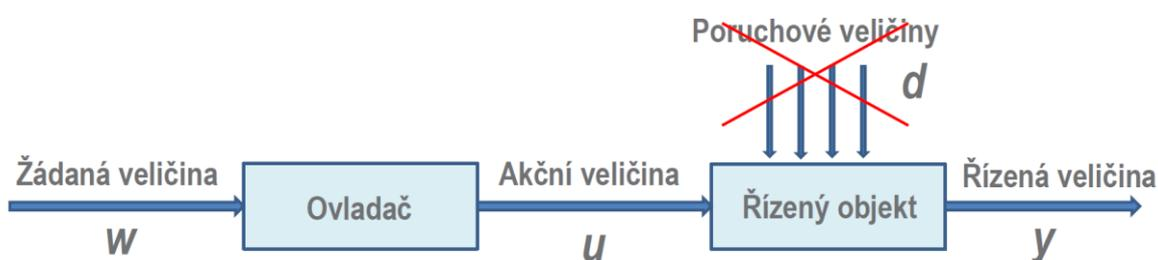 Poruchové veličiny
d
Žádaná veličina
w
Ovladač
Akční veličina
u
Řízený objekt
Řízená veličina
y